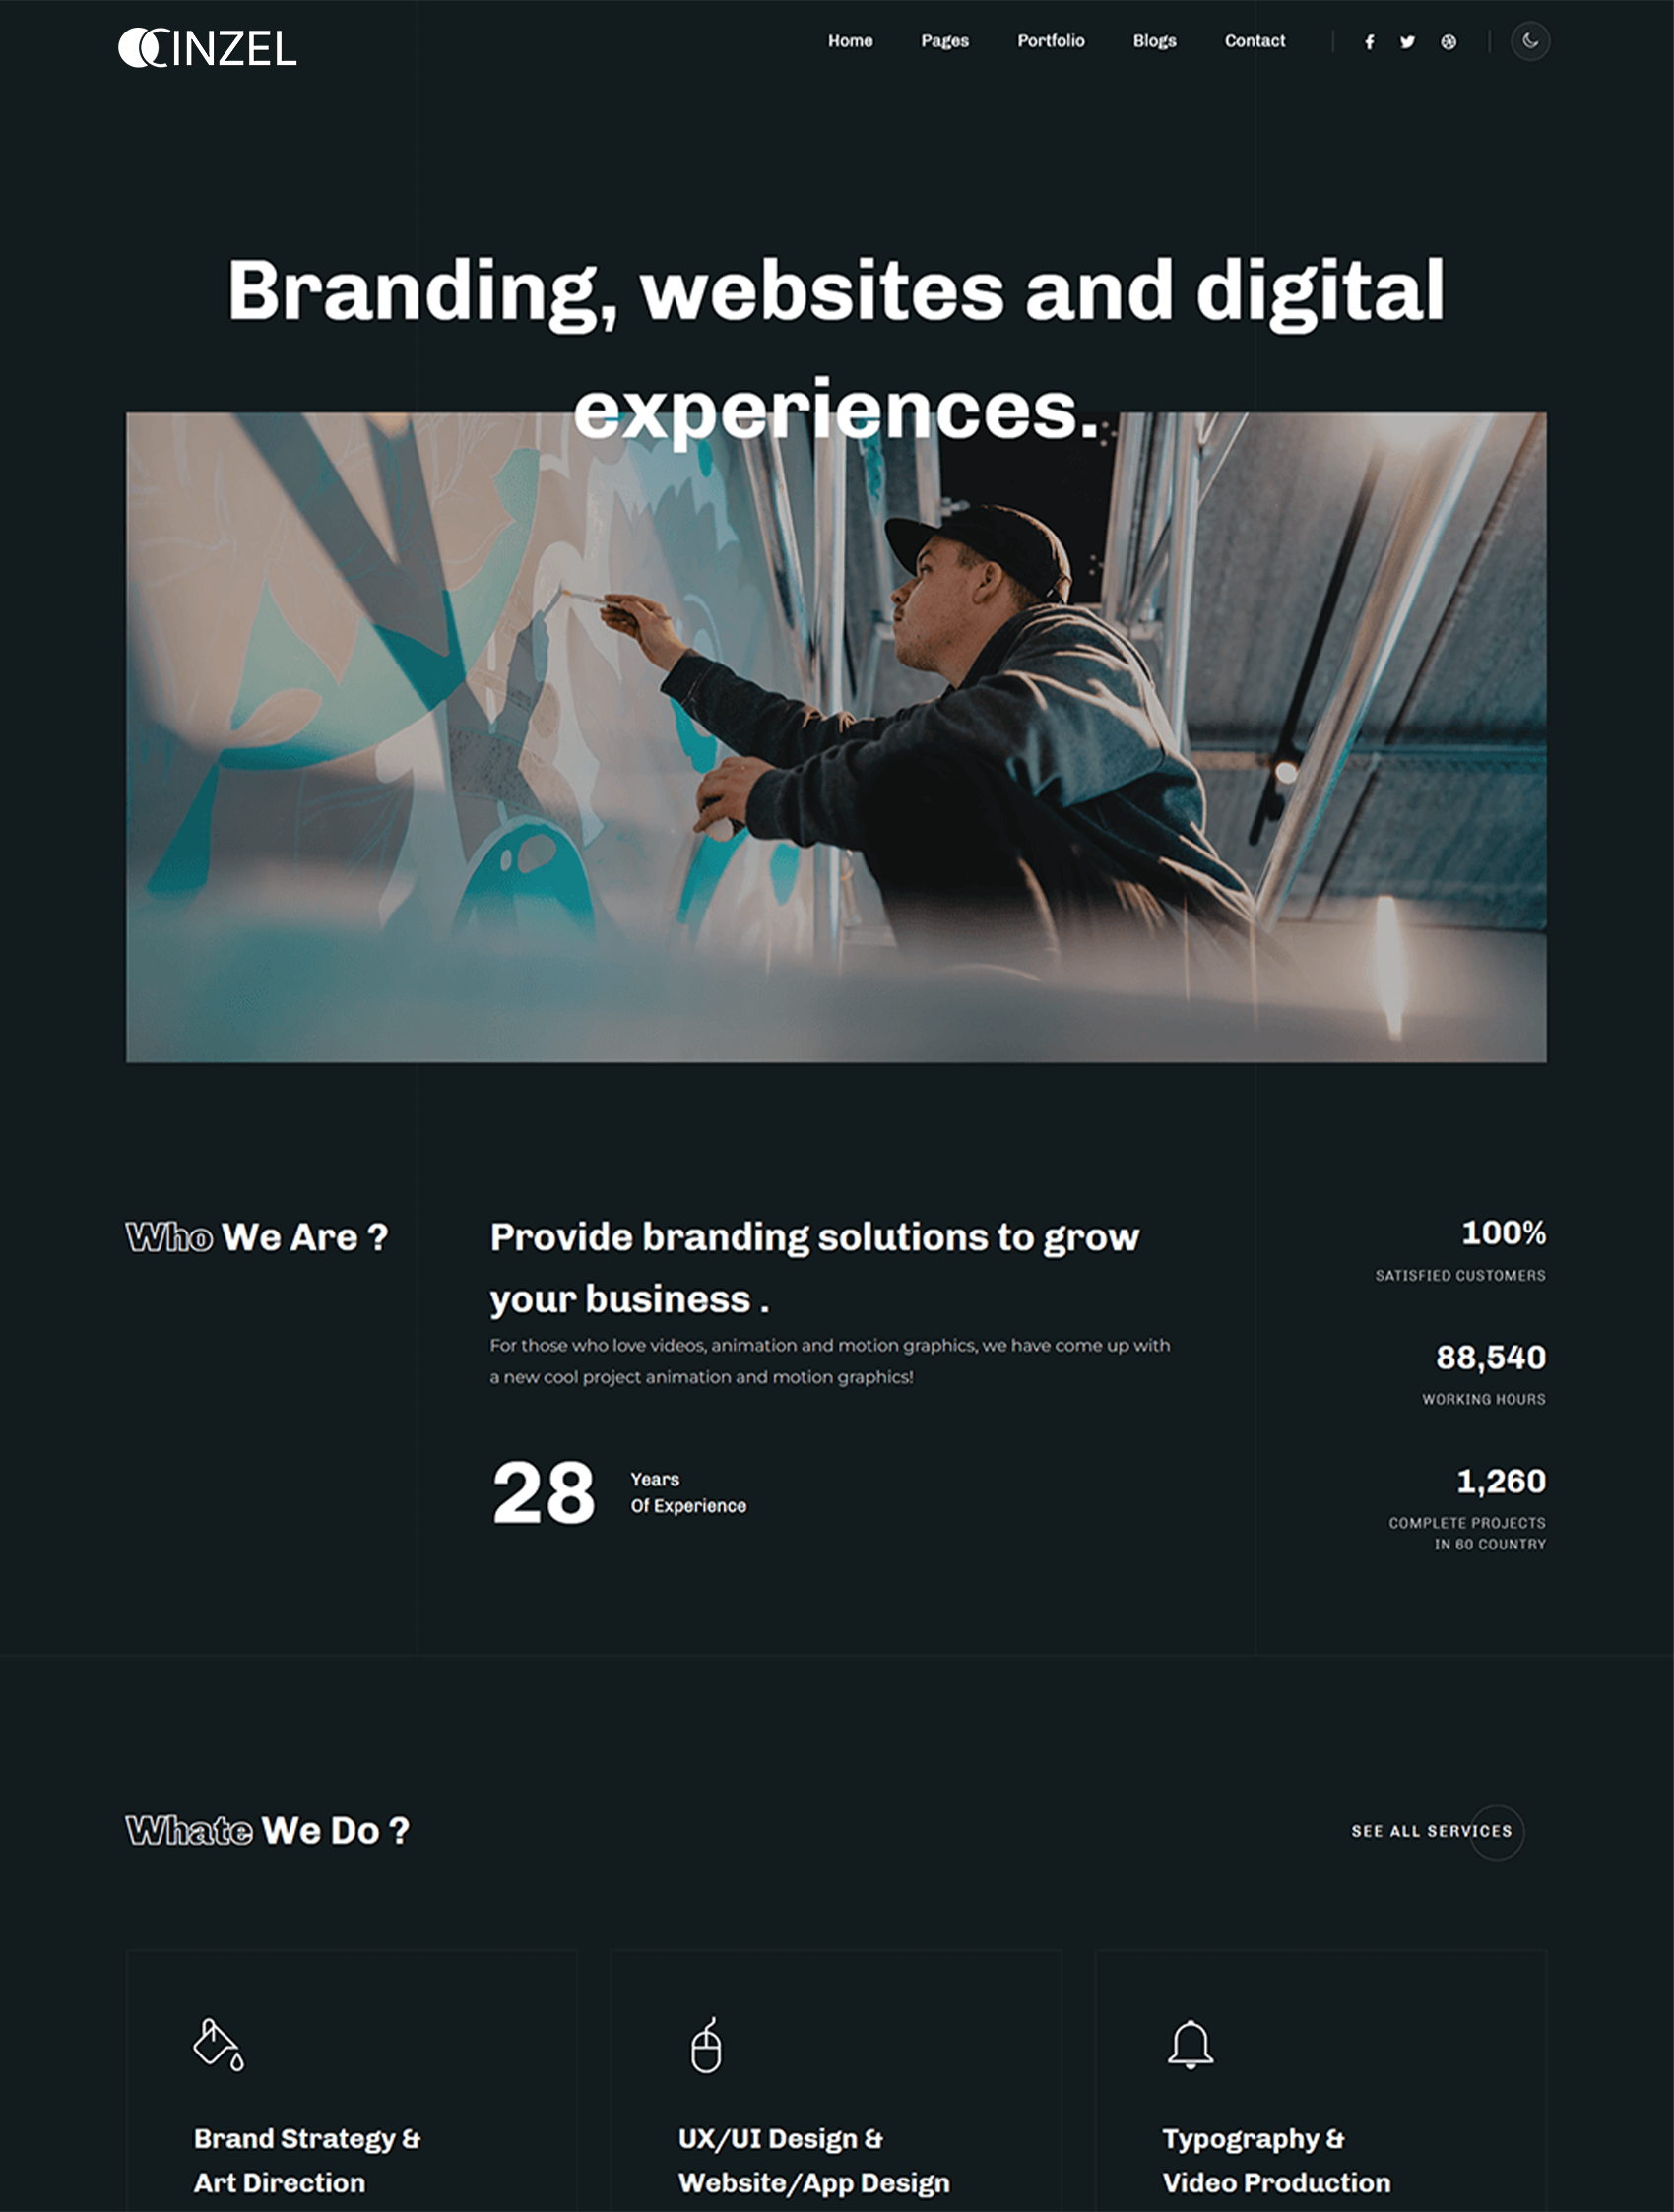 CINZEL
Home Pages Portfolio Blogs Contact
Branding, websites and digital
experiences.
Who We Are ?
Provide branding solutions to grow
your business .
For those who love videos, animation and motion graphics, we have come up with
a new cool project animation and motion graphics!
28
Years
Of Experience
100%
SATISFIED CUSTOMERS
88,540
WORKING HOURS
1,260
COMPLETE PROJECTS
IN 60 COUNTRY
Whate We Do ?
SEE ALL SERVICES
Brand Strategy &
Art Direction
UX/UI Design &
Website/App Design
Typography &
Video Production